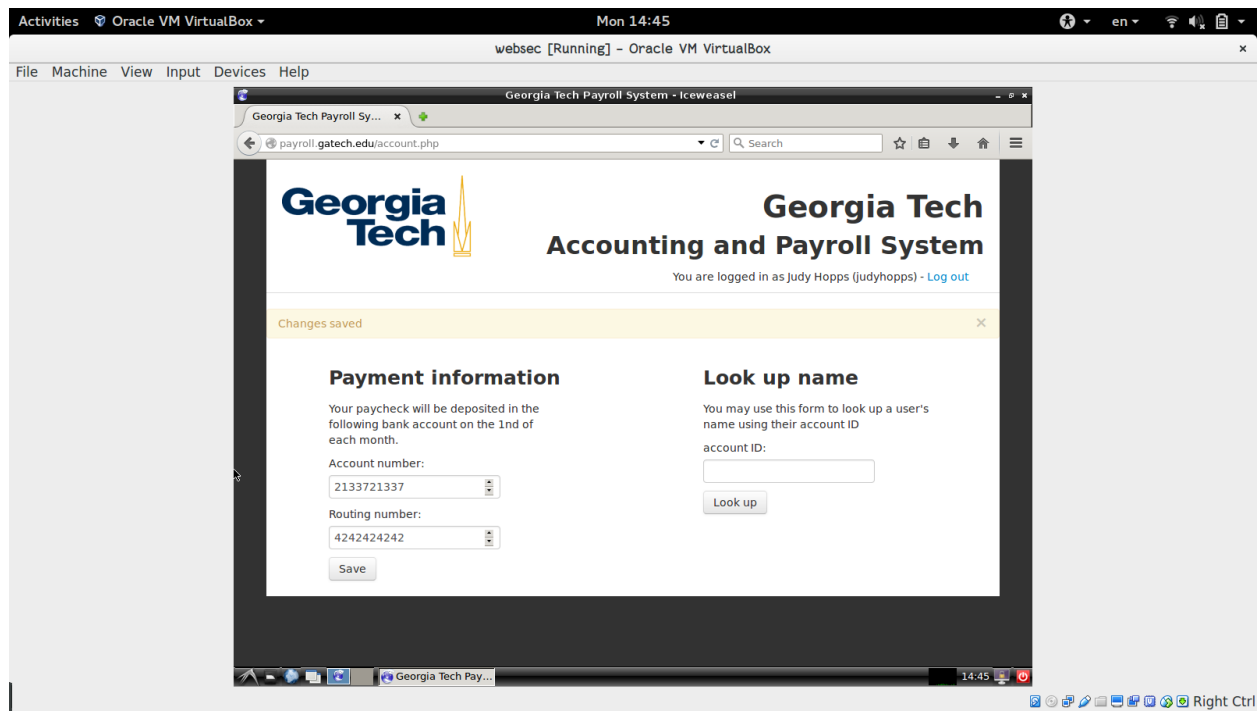 Activities Oracle VM VirtualBox Mon 14:45 en
websec [Running] - Oracle VM VirtualBox
File Machine View Input Devices Help
Georgia Tech Payroll System - Iceweasel
Georgia Tech Payroll Sy...
payroll.gatech.edu/account.php Search
Georgia
Tech
Georgia Tech
Accounting and Payroll System
You are logged in as Judy Hopps (judyhopps) - Log out
Changes saved
Payment information
Your paycheck will be deposited in the
following bank account on the 1nd of
each month.
Account number:
2133721337
Routing number:
4242424242
Save
Look up name
You may use this form to look up a user's
name using their account ID
account ID:
Look up
Georgia Tech Pay... 14:45
Right Ctrl